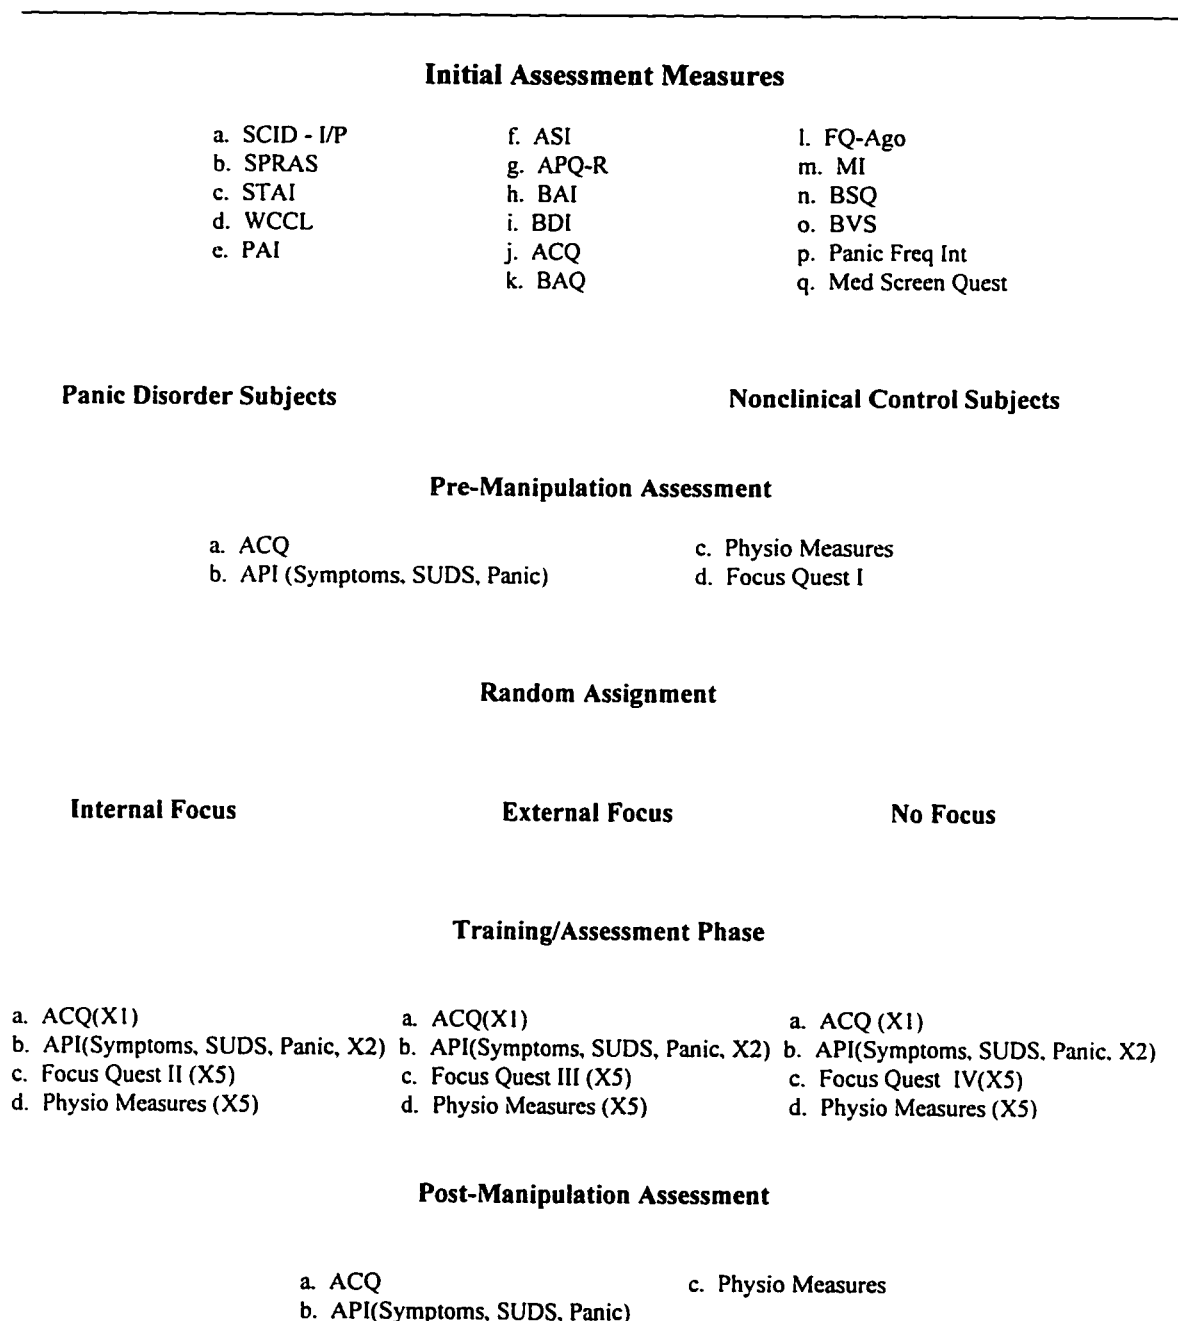 Initial Assessment Measures
a. SCID - I/P
b. SPRAS
c. STAI
d. WCCL
e. PAI
f. ASI
g. APQ-R
h. BAI
i. BDI
j. ACQ
k. BAQ
l. FQ-Ago
m. MI
n. BSQ
o. BVS
p. Panic Freq Int
q. Med Screen Quest
Panic Disorder Subjects
Nonclinical Control Subjects
Pre-Manipulation Assessment
a. ACQ
b. API (Symptoms, SUDS, Panic)
c. Physio Measures
d. Focus Quest I
Random Assignment
Internal Focus
External Focus
No Focus
Training/Assessment Phase
a. ACQ(X1)
b. API(Symptoms, SUDS, Panic, X2)
c. Focus Quest II (X5)
d. Physio Measures (X5)
a. ACQ(X1)
b. API(Symptoms, SUDS, Panic, X2)
c. Focus Quest III (X5)
d. Physio Measures (X5)
a. ACQ (X1)
b. API(Symptoms, SUDS, Panic, X2)
c. Focus Quest IV(X5)
d. Physio Measures (X5)
Post-Manipulation Assessment
a. ACQ
b. API(Symptoms, SUDS, Panic)
c. Physio Measures